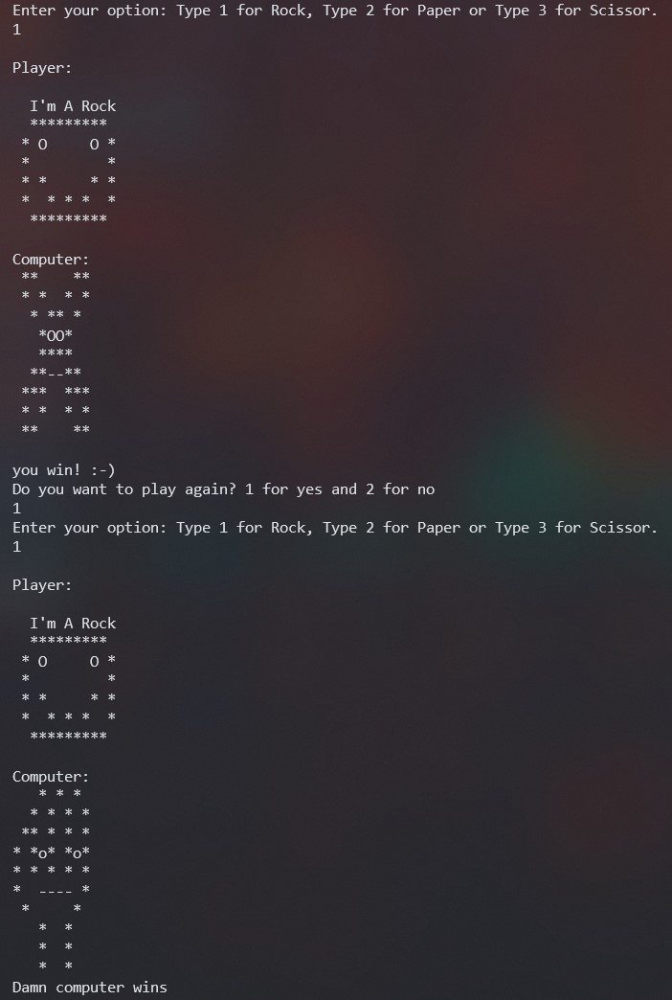 Enter your option: Type 1 for Rock, Type 2 for Paper or Type 3 for Scissor.
1

Player:

  I'm A Rock
  *********
 * O     O *
 *         *
 * *     * *
 *  * * *  *
  *********

Computer:
 **    **
 * *  * *
  * ** *
   *OO*
   ****
  **--**
 ***  ***
 * *  * *
 **    **

you win! :-)
Do you want to play again? 1 for yes and 2 for no
1
Enter your option: Type 1 for Rock, Type 2 for Paper or Type 3 for Scissor.
1

Player:

  I'm A Rock
  *********
 * O     O *
 *         *
 * *     * *
 *  * * *  *
  *********

Computer:
   * * *
  * * * *
 ** * * *
* *o* *o*
* * * * *
*  ---- *
 *     *
   *  *
   *  *
   *  *
Damn computer wins